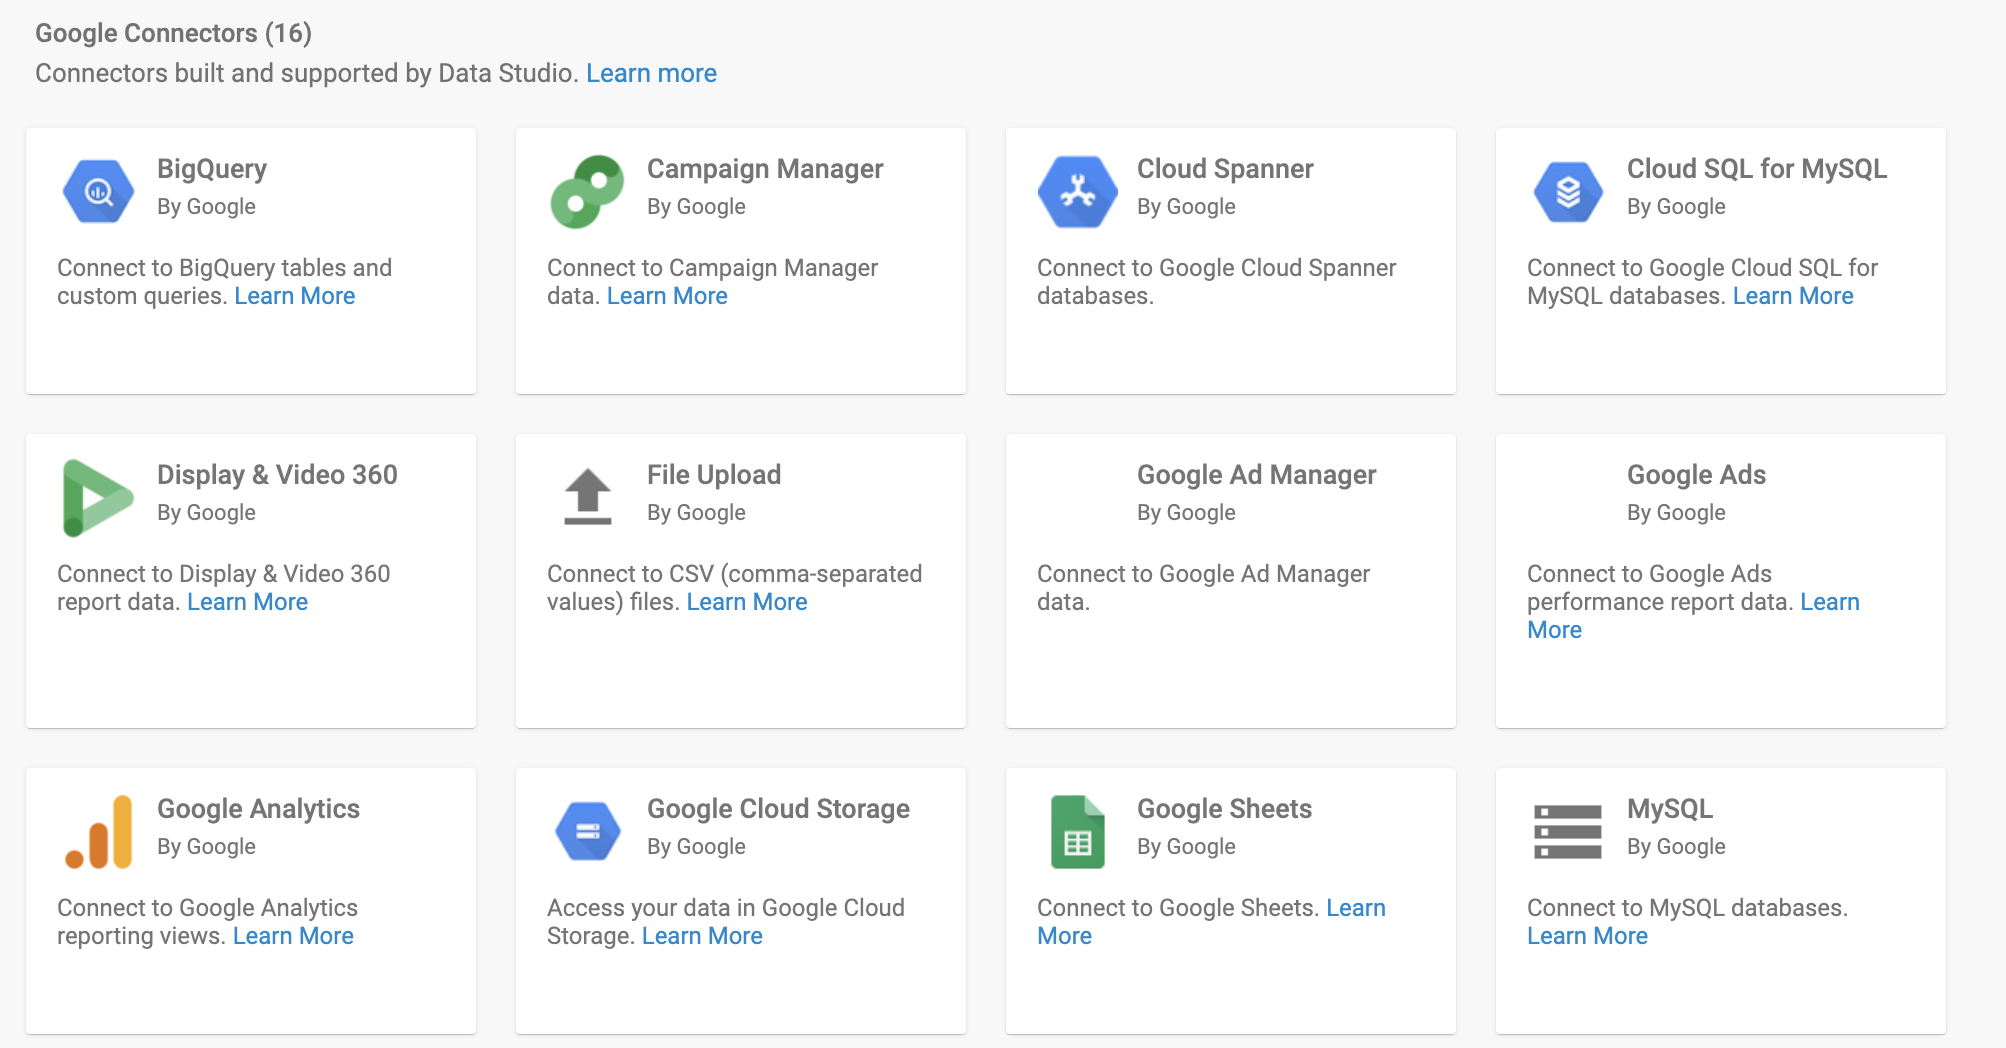 Google Connectors (16)
Connectors built and supported by Data Studio. Learn more
BigQuery
By Google
Connect to BigQuery tables and
custom queries. Learn More
Campaign Manager
By Google
Connect to Campaign Manager
data. Learn More
Cloud Spanner
By Google
Connect to Google Cloud Spanner
databases.
Cloud SQL for MySQL
By Google
Connect to Google Cloud SQL for
MySQL databases. Learn More
Display & Video 360
By Google
Connect to Display & Video 360
report data. Learn More
File Upload
By Google
Connect to CSV (comma-separated
values) files. Learn More
Google Ad Manager
By Google
Connect to Google Ad Manager
data.
Google Ads
By Google
Connect to Google Ads
performance report data. Learn
More
Google Analytics
By Google
Connect to Google Analytics
reporting views. Learn More
Google Cloud Storage
By Google
Access your data in Google Cloud
Storage. Learn More
Google Sheets
By Google
Connect to Google Sheets. Learn
More
MySQL
By Google
Connect to MySQL databases.
Learn More